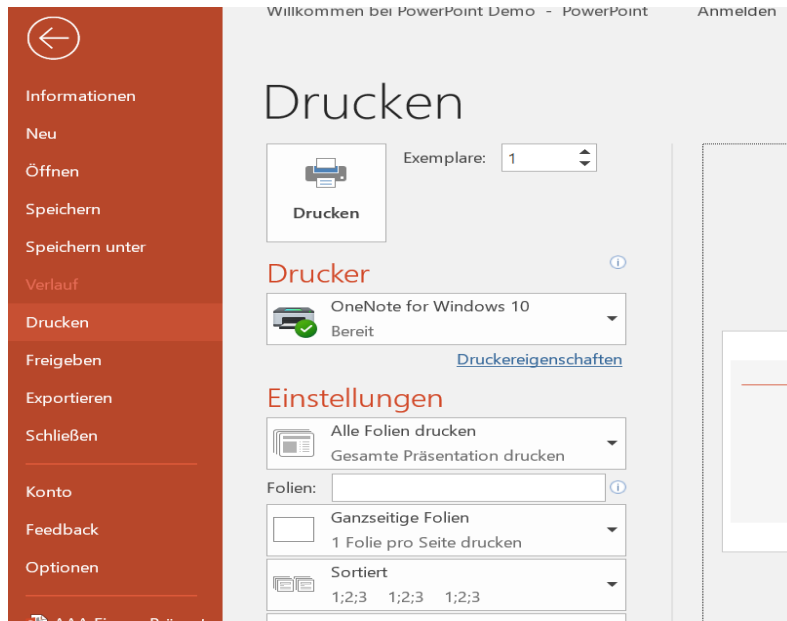 Willkommen bei PowerPoint Demo - PowerPoint Anmelden
Informationen
Neu
Öffnen
Speichern
Speichern unter
Verlauf
Drucken
Freigeben
Exportieren
Schließen
Konto
Feedback
Optionen
Drucken
Drucken
Exemplare: 1
Drucker
OneNote for Windows 10
Bereit
Druckereigenschaften
Einstellungen
Alle Folien drucken
Gesamte Präsentation drucken
Folien:
Ganzseitige Folien
1 Folie pro Seite drucken
Sortiert
1;2;3 1;2;3 1;2;3